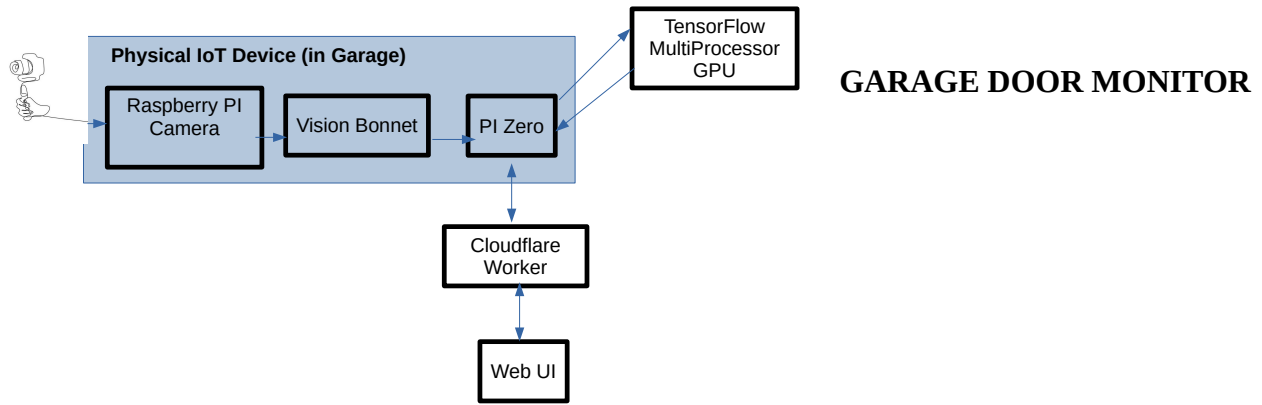 TensorFlow
MultiProcessor
GPU
GARAGE DOOR MONITOR
Physical IoT Device (in Garage)
Raspberry PI
Camera
Vision Bonnet
PI Zero
Cloudflare
Worker
Web UI